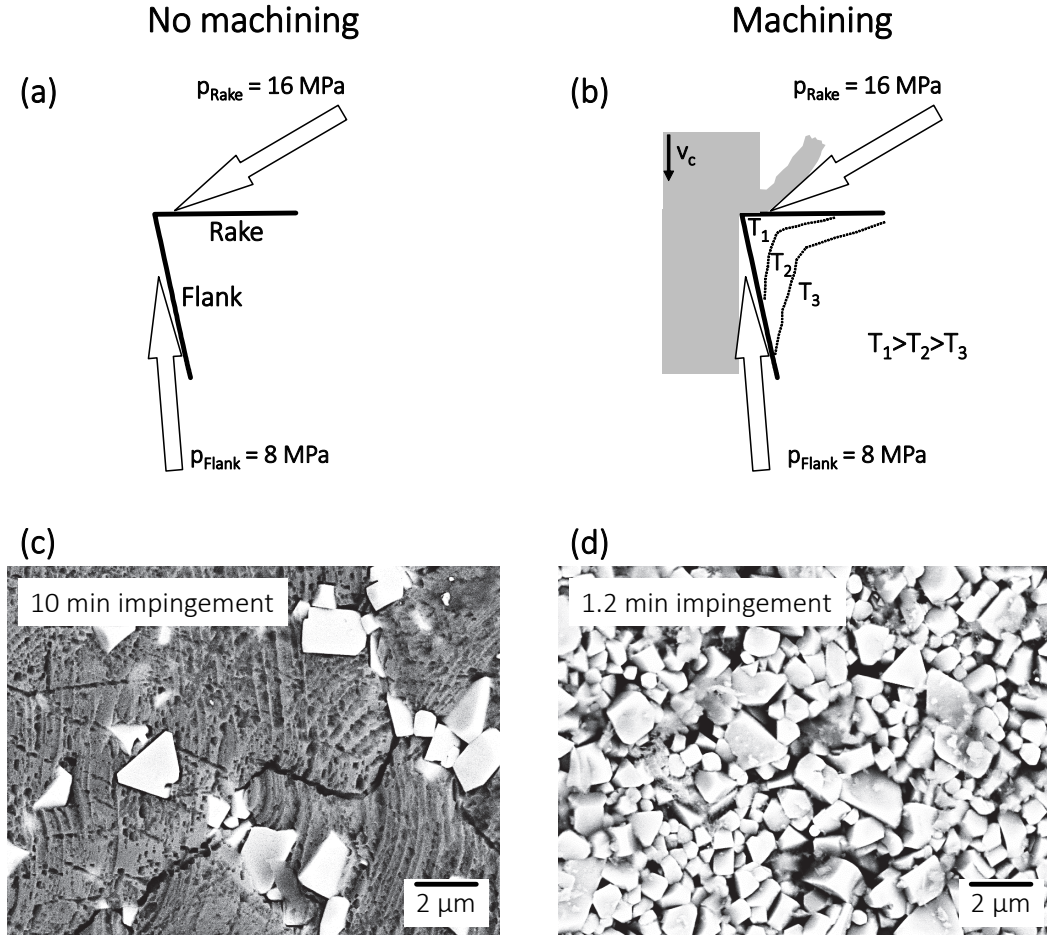 No machining
Machining
(a)
p_Rake = 16 MPa
Rake
Flank
p_Flank = 8 MPa
(b)
p_Rake = 16 MPa
v_c
T_1
T_2
T_3
T_1>T_2>T_3
p_Flank = 8 MPa
(c)
10 min impingement
2 μm
(d)
1.2 min impingement
2 μm